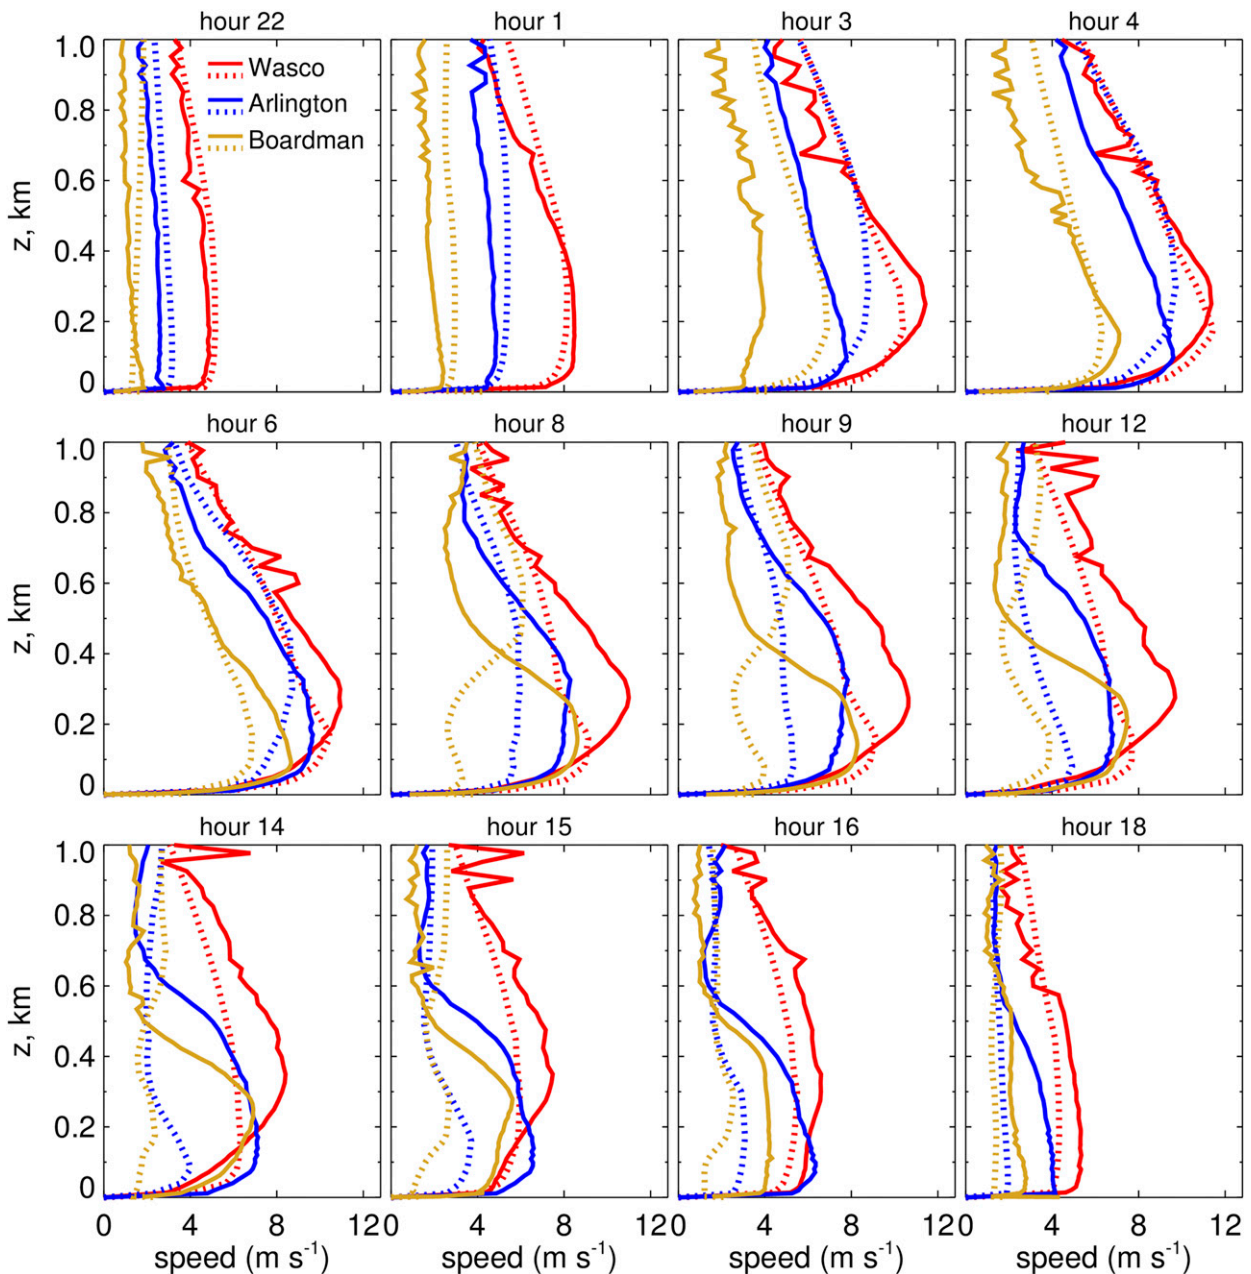 hour 22 hour 1 hour 3 hour 4
1.0
0.8
0.6
0.4
0.2
0
z, km
Wasco
Arlington
Boardman
hour 6 hour 8 hour 9 hour 12
1.0
0.8
0.6
0.4
0.2
0
z, km
hour 14 hour 15 hour 16 hour 18
1.0
0.8
0.6
0.4
0.2
0
z, km
0 4 8 12 4 8 4 8 12 4 8 12
speed (m s-1) speed (m s-1) speed (m s-1) speed (m s-1)